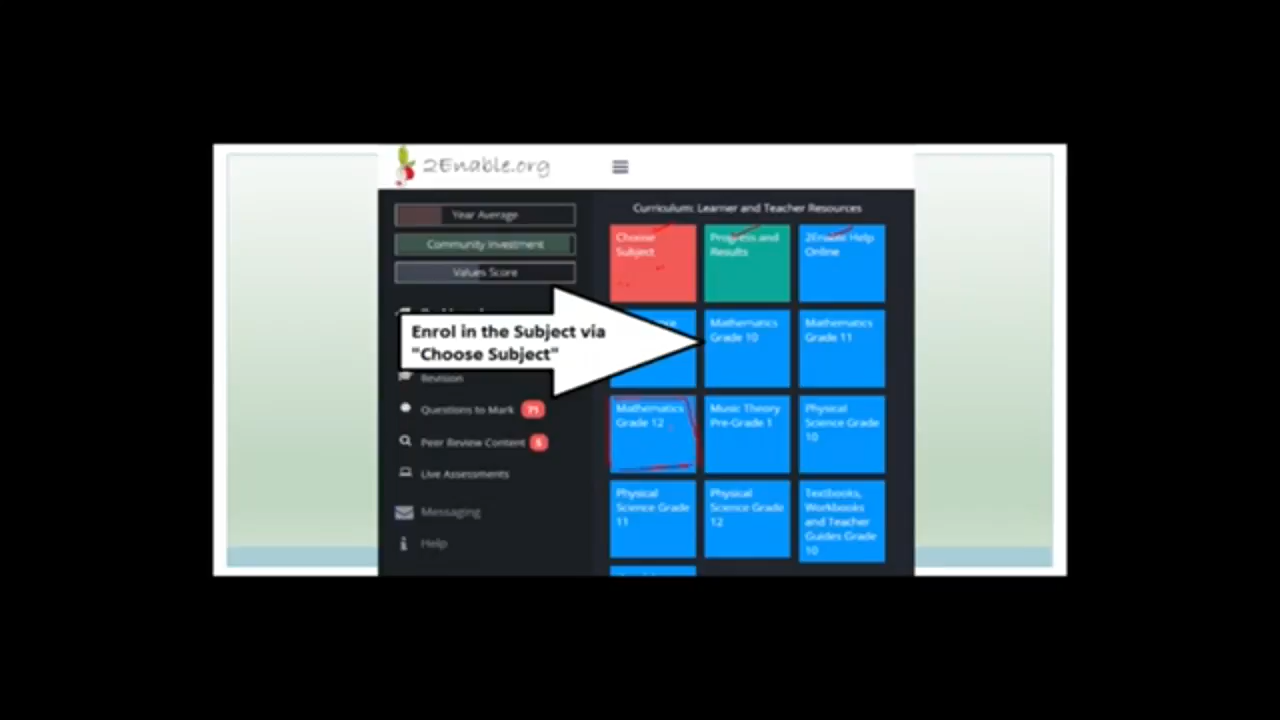 2Enable.org
Year Average
Community Investment
Values Score
Enrol in the Subject via
"Choose Subject"
Revision
Questions to Mark 71
Peer Review Content 5
Live Assessments
Messaging
Help
Curriculum: Learner and Teacher Resources
Choose
Subject
Progress and
Results
2Enable Help
Online
Mathematics
Grade 10
Mathematics
Grade 11
Mathematics
Grade 12
Music Theory
Pre-Grade 1
Physical
Science Grade
10
Physical
Science Grade
11
Physical
Science Grade
12
Textbooks,
Workbooks
and Teacher
Guides Grade
10